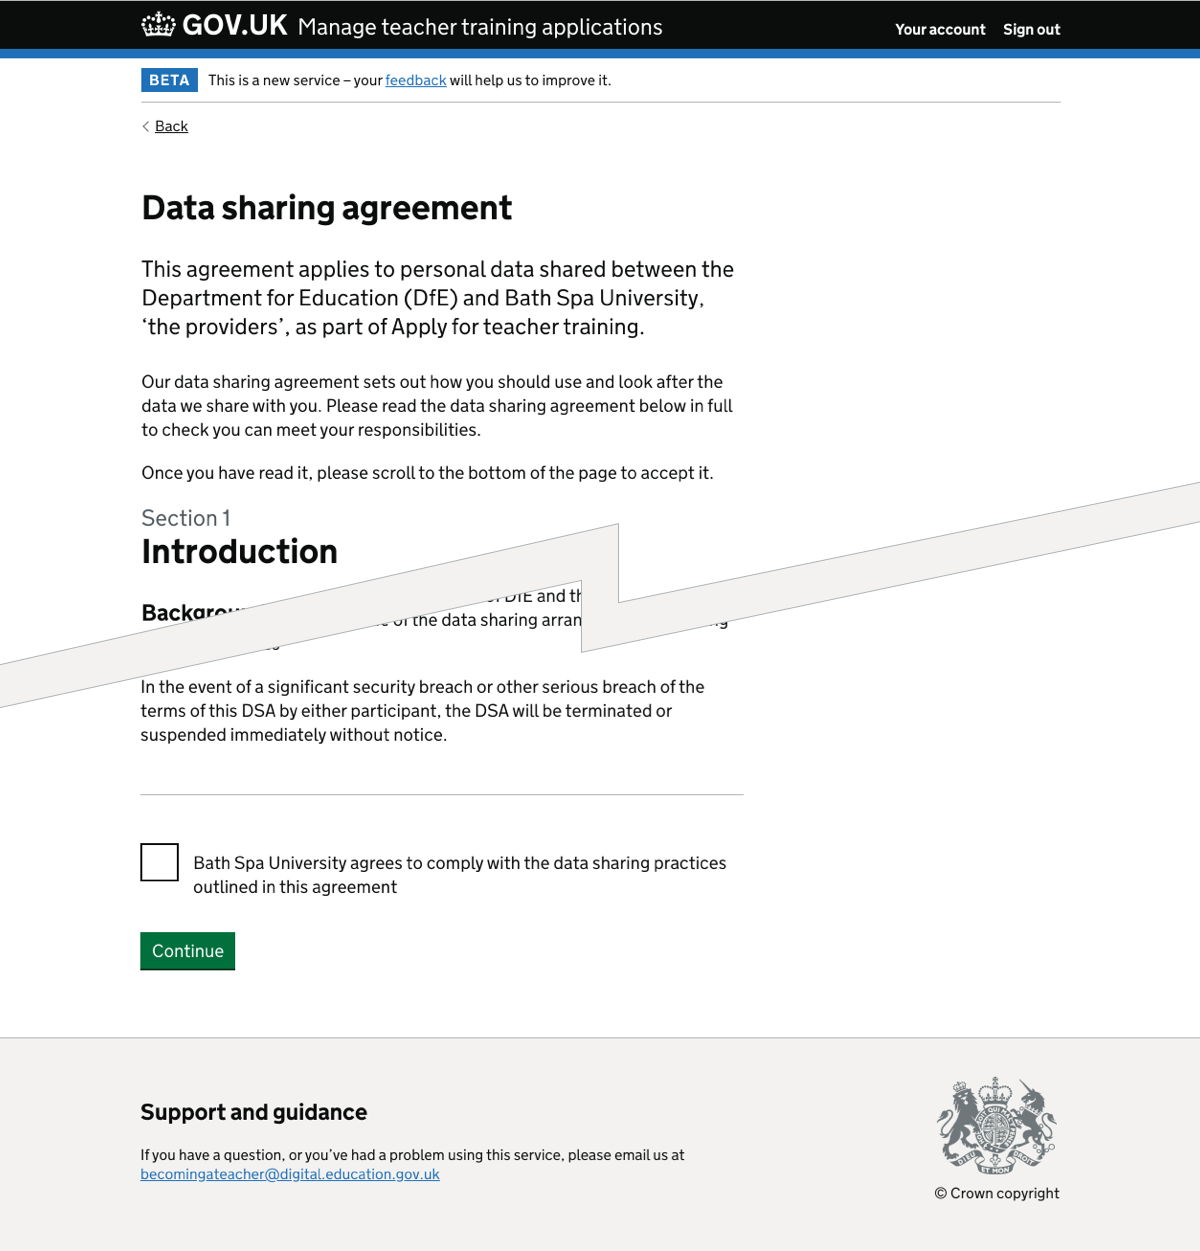 GOV.UK Manage teacher training applications
Your account Sign out
BETA This is a new service – your feedback will help us to improve it.
Back
Data sharing agreement
This agreement applies to personal data shared between the
Department for Education (DfE) and Bath Spa University,
‘the providers’, as part of Apply for teacher training.
Our data sharing agreement sets out how you should use and look after the
data we share with you. Please read the data sharing agreement below in full
to check you can meet your responsibilities.
Once you have read it, please scroll to the bottom of the page to accept it.
Section 1
Introduction
DfE and
of the data sharing
In the event of a significant security breach or other serious breach of the
terms of this DSA by either participant, the DSA will be terminated or
suspended immediately without notice.
Bath Spa University agrees to comply with the data sharing practices
outlined in this agreement
Continue
Support and guidance
If you have a question, or you’ve had a problem using this service, please email us at
becomingateacher@digital.education.gov.uk
DIEU ET MON DROIT
© Crown copyright